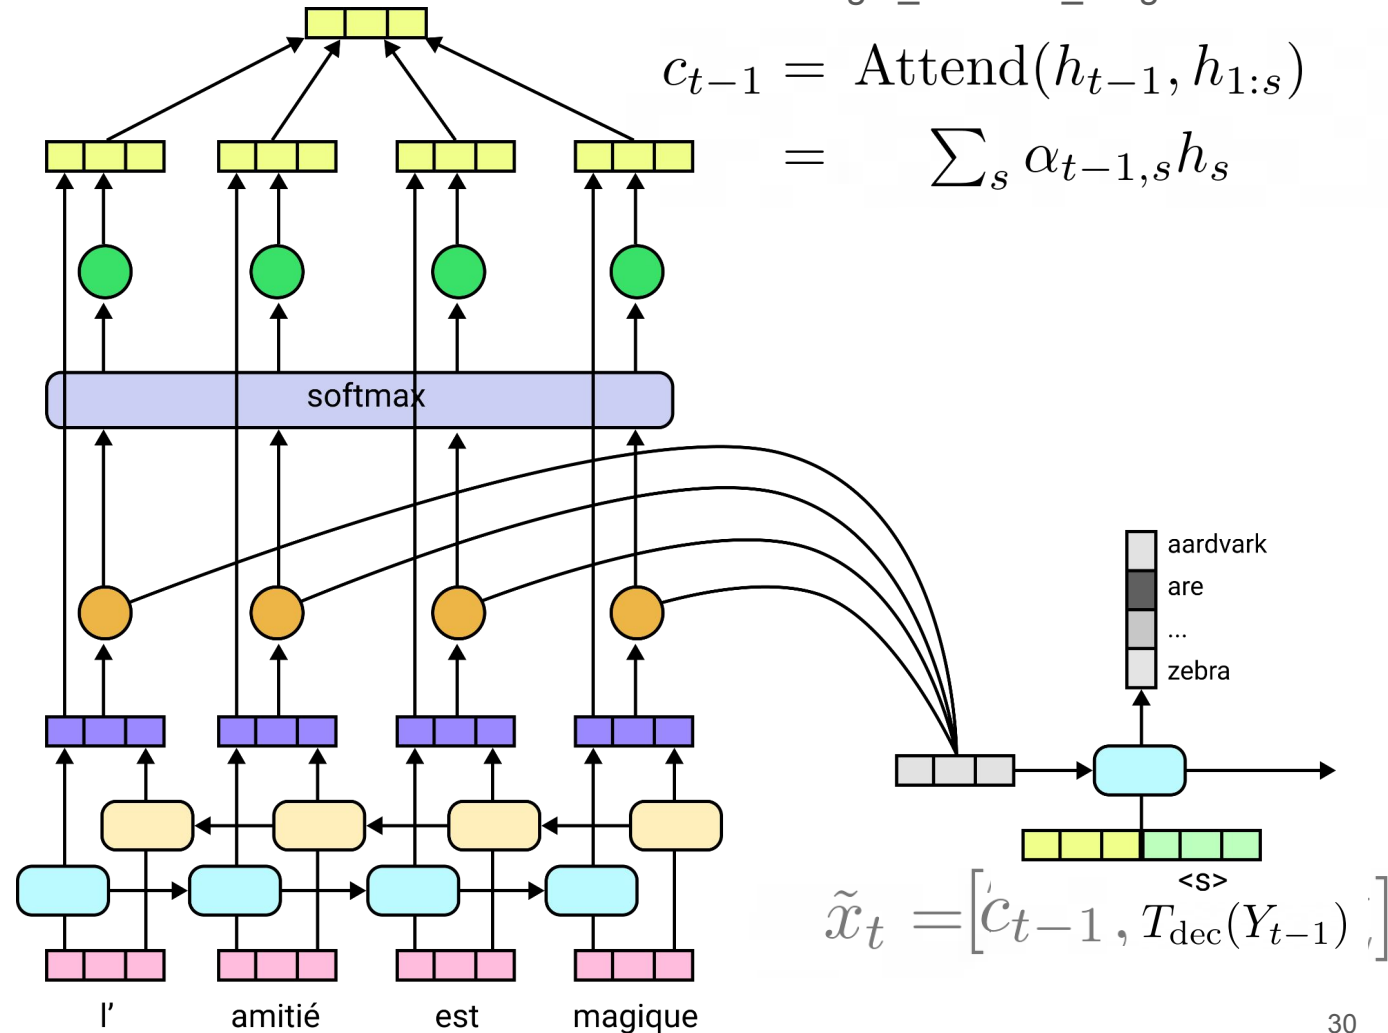 c_{t-1} = Attend(h_{t-1}, h_{1:s})
= ∑_s α_{t-1,s} h_s
softmax
aardvark
are
...
zebra
<s>
x̃_t = [c_{t-1}, T_dec(Y_{t-1})]
l’ amitié est magique
30